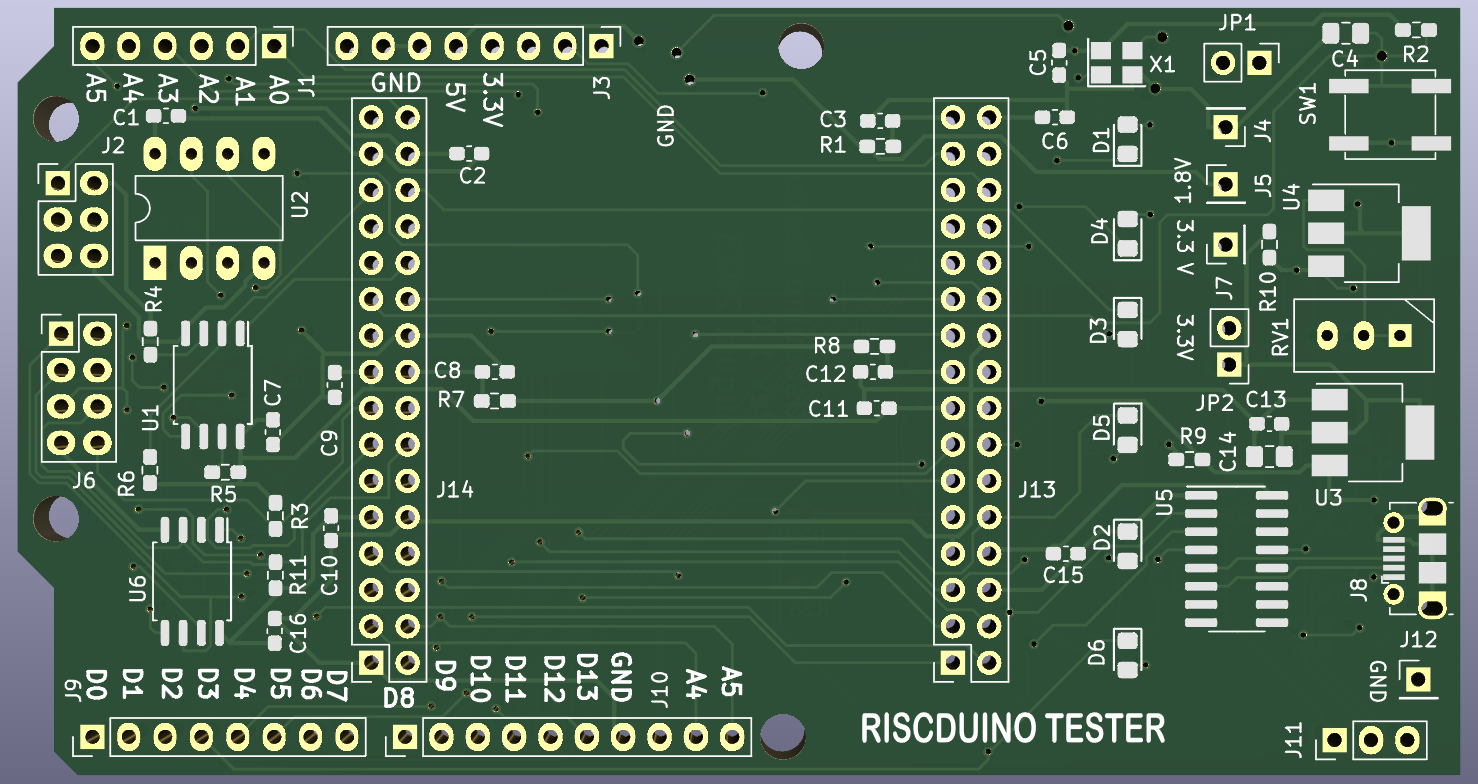 A5 A4 A3 A2 A1 A0 J1
GND 5V 3.3V
J3
GND
C5
X1
JP1
C4
R2
C1
J2
C2
C3
R1
C6
D1
J4
SW1
U2
1.8V
J5
U4
D4
3.3 V
R4
J7
R10
D3
3.3V
RV1
R8
C8
C12
R7
C11
JP2
C13
U1
C7
C9
D5
R9
C14
J6
R6
R5
J14
J13
U5
U3
R3
D2
U6
R11
C10
C15
J8
C16
J12
D6
J9
D0 D1 D2 D3 D4 D5 D6 D7
D8 D9 D10 D11 D12 D13 GND J10 A4 A5
GND
RISCDUINO TESTER
J11